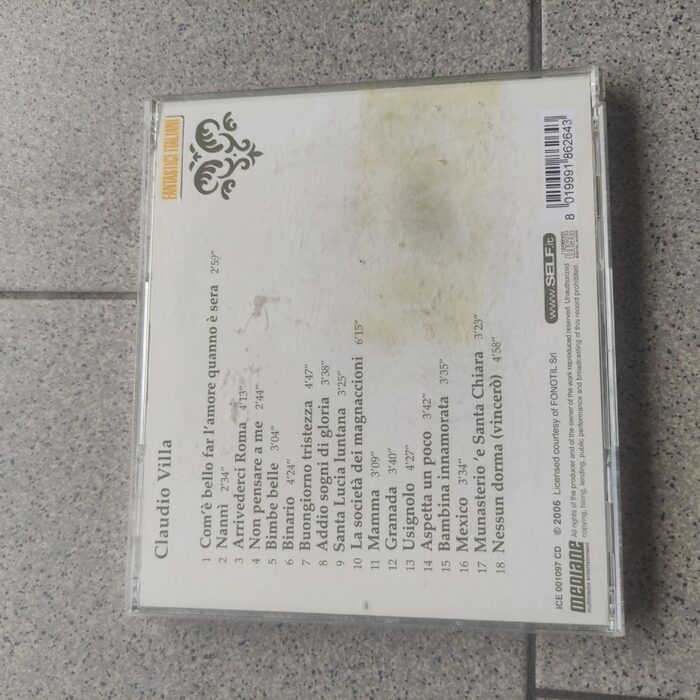 FANTASTICI ITALIANI
Claudio Villa
1 Com'è bello far l'amore quanno è sera 2'59"
2 Nannì 2'34"
3 Arrivederci Roma 4'13"
4 Non pensare a me 2'44"
5 Bimbe belle 3'04"
6 Binario 4'24"
7 Buongiorno tristezza 4'47"
8 Addio sogni di gloria 3'38"
9 Santa Lucia luntana 3'25"
10 La società dei magnaccioni 6'15"
11 Mamma 3'09"
12 Granada 3'40"
13 Usignolo 4'27"
14 Aspetta un poco 3'42"
15 Bambina innamorata 3'35"
16 Mexico 3'34"
17 Munasterio 'e Santa Chiara 3'23"
18 Nessun dorma (vincerò) 4'58"
8 019991 862643
www.SELF.it
COMPACT
disc
DIGITAL AUDIO
ICE 001097 CD © 2006 Licensed courtesy of FONOTIL Srl
mediane
multimedia entertainment
All rights of the producer and of the owner of the work reproduced reserved. Unauthorized
copying, hiring, lending, public performance and broadcasting of this record prohibited